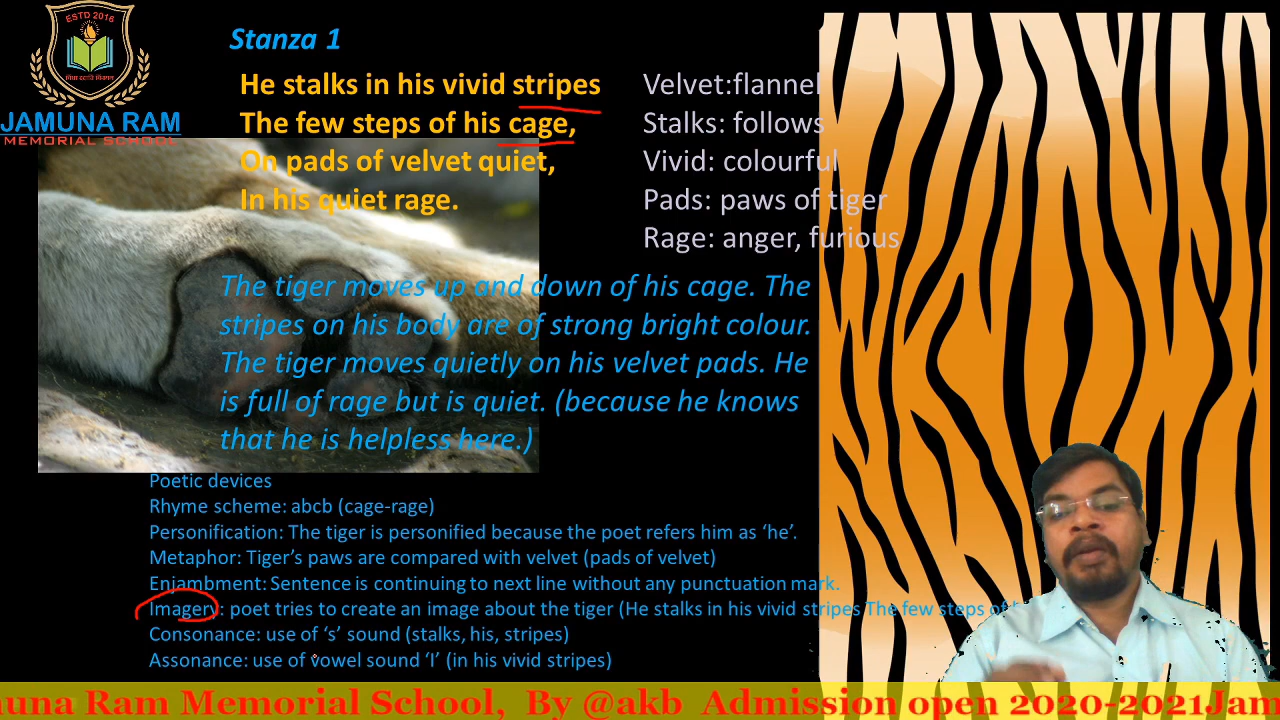 ESTD 2016
JAMUNA RAM
MEMORIAL SCHOOL
Stanza 1
He stalks in his vivid stripes
The few steps of his cage,
On pads of velvet quiet,
In his quiet rage.
Velvet:flannel
Stalks: follows
Vivid: colourful
Pads: paws of tiger
Rage: anger, furious
The tiger moves up and down of his cage. The
stripes on his body are of strong bright colour.
The tiger moves quietly on his velvet pads. He
is full of rage but is quiet. (because he knows
that he is helpless here.)
Poetic devices
Rhyme scheme: abcb (cage-rage)
Personification: The tiger is personified because the poet refers him as ‘he’.
Metaphor: Tiger’s paws are compared with velvet (pads of velvet)
Enjambment: Sentence is continuing to next line without any punctuation mark.
Imagery: poet tries to create an image about the tiger (He stalks in his vivid stripes The few steps of
Consonance: use of ‘s’ sound (stalks, his, stripes)
Assonance: use of vowel sound ‘I’ (in his vivid stripes)
muna Ram Memorial School, By @akb Admission open 2020-2021Jam